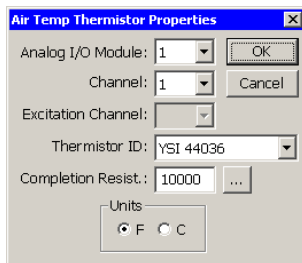 Air Temp Thermistor Properties
Analog I/O Module: 1 OK
Channel: 1 Cancel
Excitation Channel:
Thermistor ID: YSI 44036
Completion Resist.: 10000 ...
Units
F C